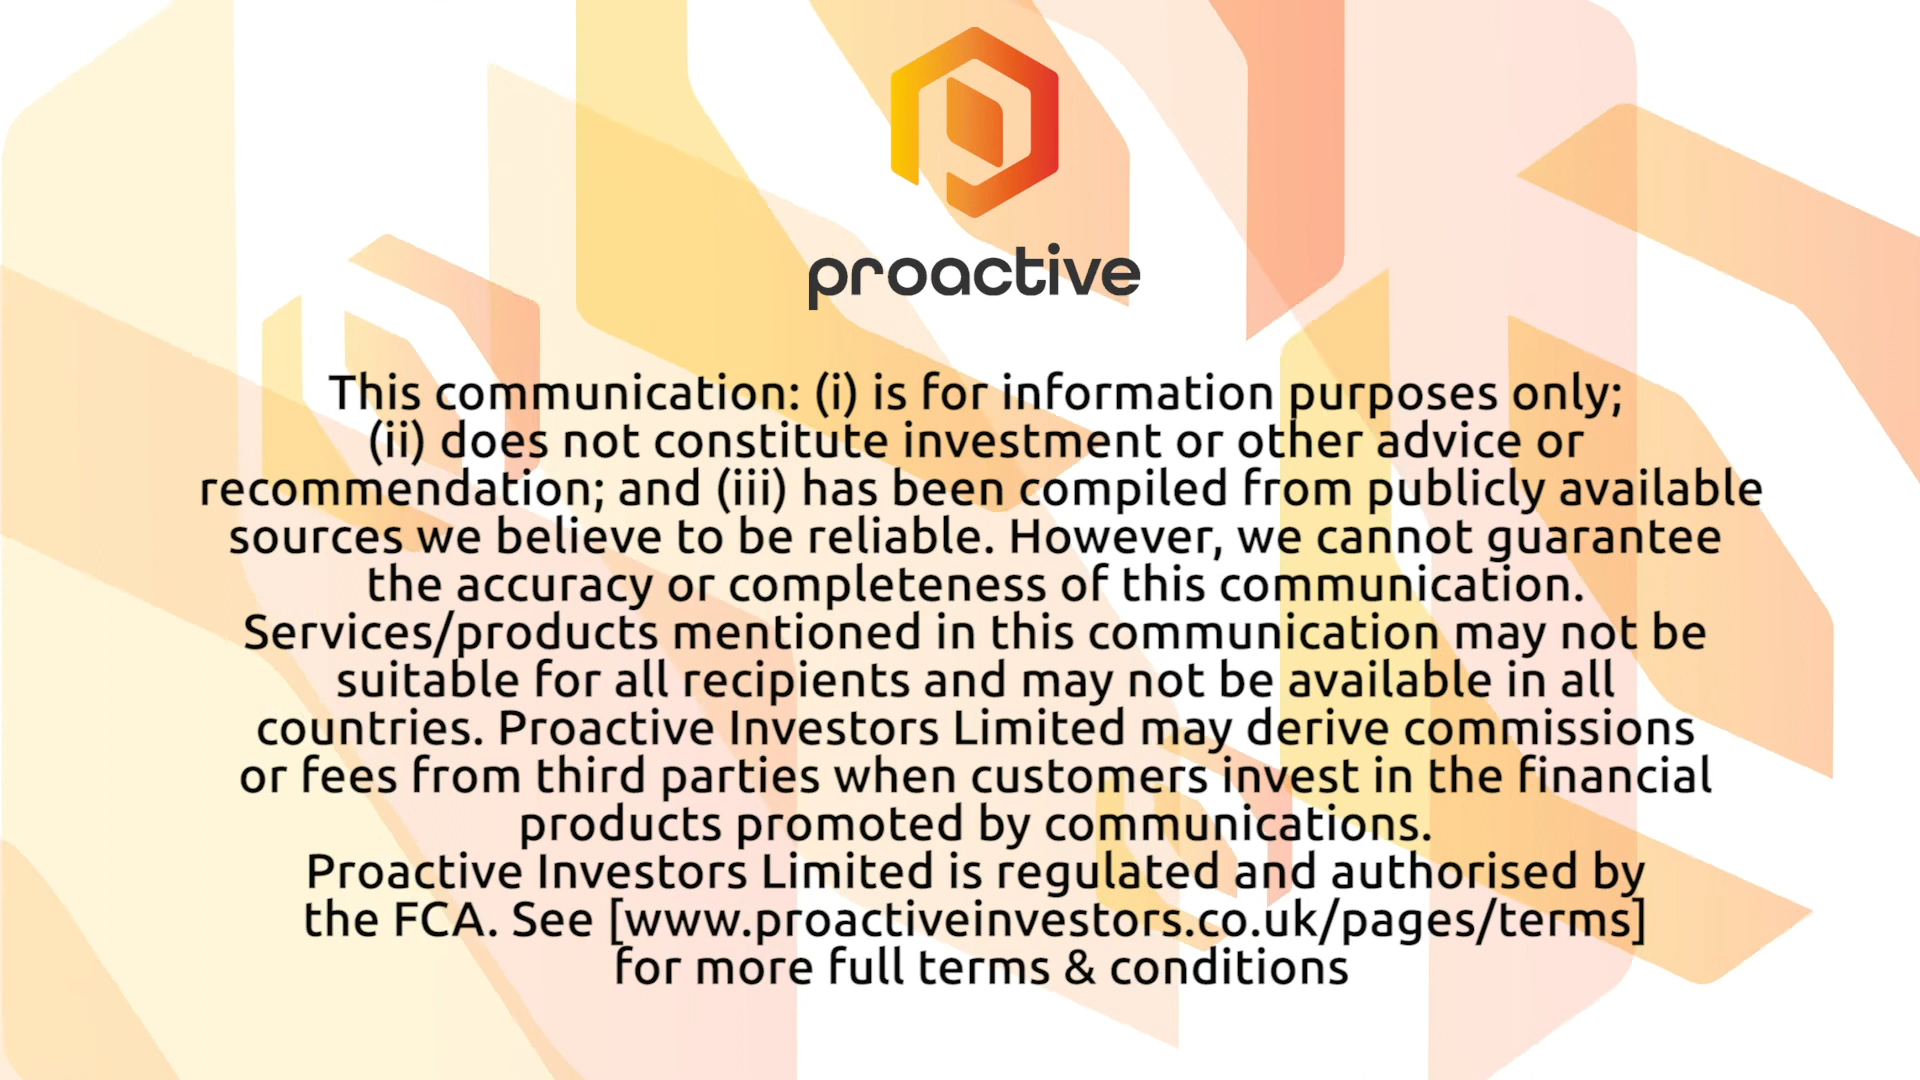 proactive
This communication: (i) is for information purposes only;
(ii) does not constitute investment or other advice or
recommendation; and (iii) has been compiled from publicly available
sources we believe to be reliable. However, we cannot guarantee
the accuracy or completeness of this communication.
Services/products mentioned in this communication may not be
suitable for all recipients and may not be available in all
countries. Proactive Investors Limited may derive commissions
or fees from third parties when customers invest in the financial
products promoted by communications.
Proactive Investors Limited is regulated and authorised by
the FCA. See [www.proactiveinvestors.co.uk/pages/terms]
for more full terms & conditions